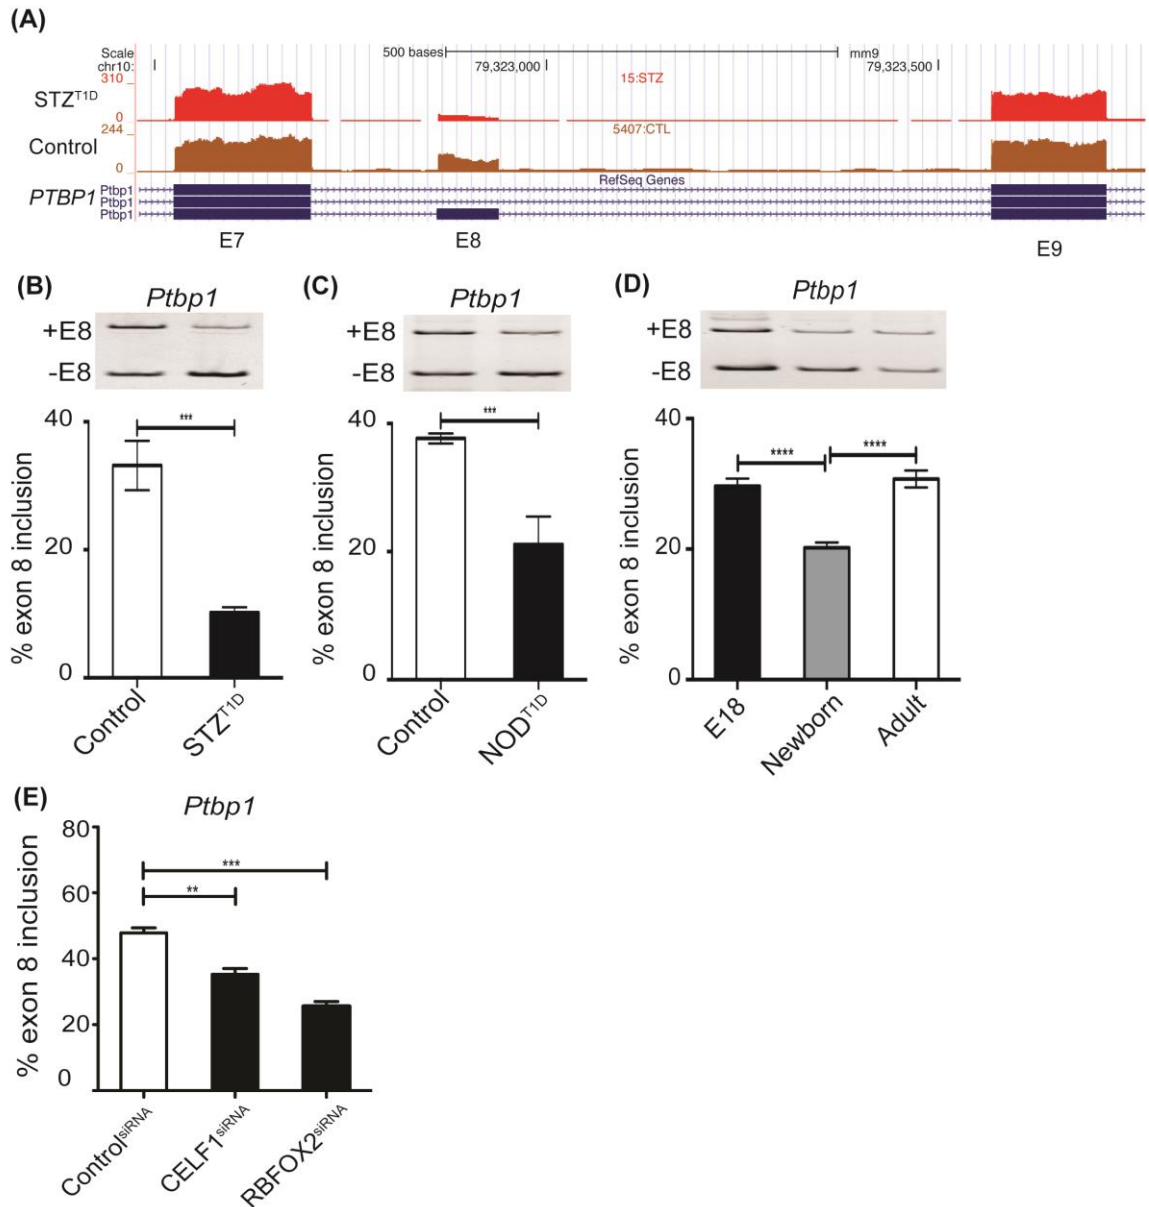 (A)
Scale 500 bases mm9
chr10: 79,323,000 79,323,500
310 15:STZ
STZT1D
0
244 5407:CTL
Control
0
RefSeq Genes
PTBP1 Ptbp1
Ptbp1
Ptbp1
E7 E8 E9
(B)
Ptbp1
+E8
-E8
***
% exon 8 inclusion
40
20
0
Control
STZT1D
(C)
Ptbp1
+E8
-E8
***
% exon 8 inclusion
40
20
0
Control
NODT1D
(D)
Ptbp1
+E8
-E8
**** ****
% exon 8 inclusion
40
20
0
E18
Newborn
Adult
(E)
Ptbp1
***
**
% exon 8 inclusion
80
60
40
20
0
ControlsiRNA
CELF1siRNA
RBFOX2siRNA